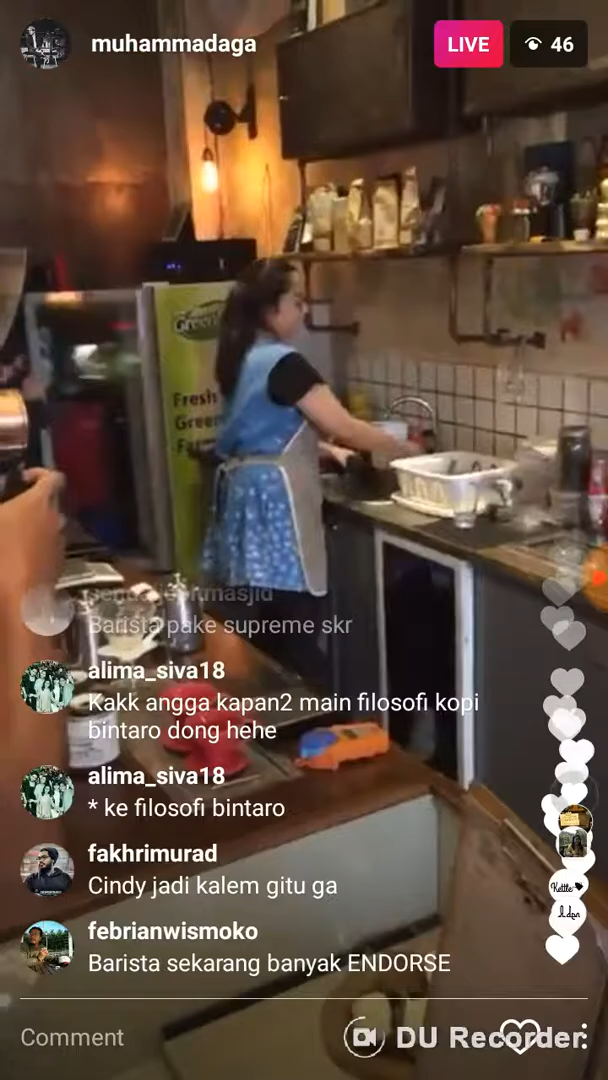 muhammadaga
LIVE
46
Green
Fresh
Green
Barista pake supreme skr
alima_siva18
Kakk angga kapan2 main filosofi kopi
bintaro dong hehe
alima_siva18
* ke filosofi bintaro
fakhrimurad
Cindy jadi kalem gitu ga
febrianwismoko
Barista sekarang banyak ENDORSE
Comment
DU Recorder